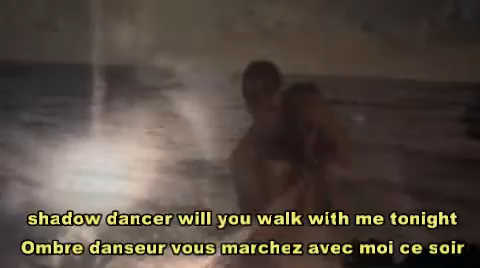 shadow dancer will you walk with me tonight
Ombre danseur vous marchez avec moi ce soir